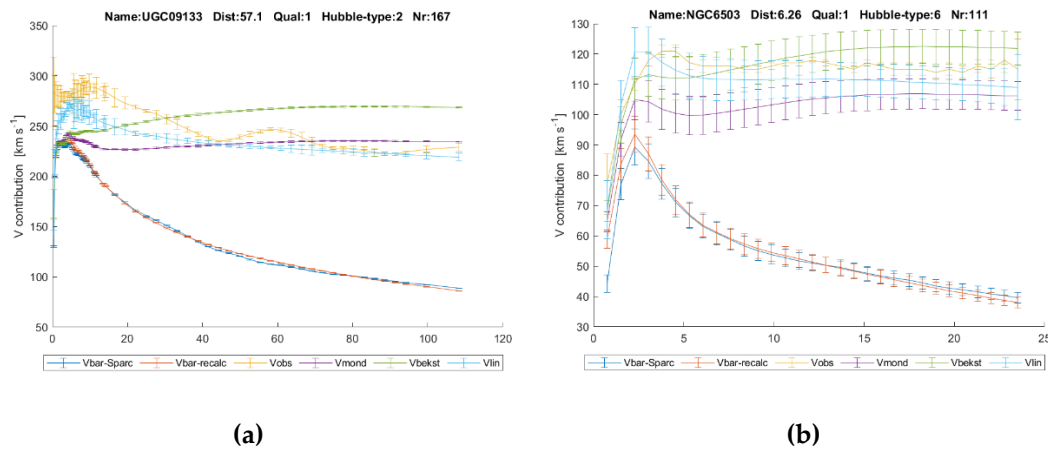 Name:UGC09133 Dist:57.1 Qual:1 Hubble-type:2 Nr:167
V contribution [km s⁻¹]
350
300
250
200
150
100
50
0 20 40 60 80 100 120
Vbar-Sparc Vbar-recalc Vobs Vmond Vbekst Vlin
(a)
Name:NGC6503 Dist:6.26 Qual:1 Hubble-type:6 Nr:111
V contribution [km s⁻¹]
130
120
110
100
90
80
70
60
50
40
30
0 5 10 15 20 25
Vbar-Sparc Vbar-recalc Vobs Vmond Vbekst Vlin
(b)